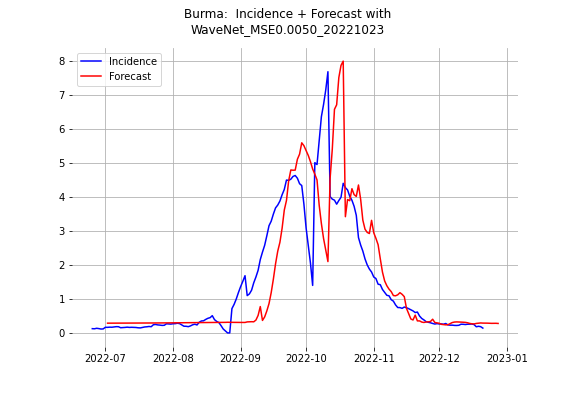 Burma:  Incidence + Forecast with
WaveNet_MSE0.0050_20221023
Incidence
Forecast
8
7
6
5
4
3
2
1
0
2022-07 2022-08 2022-09 2022-10 2022-11 2022-12 2023-01